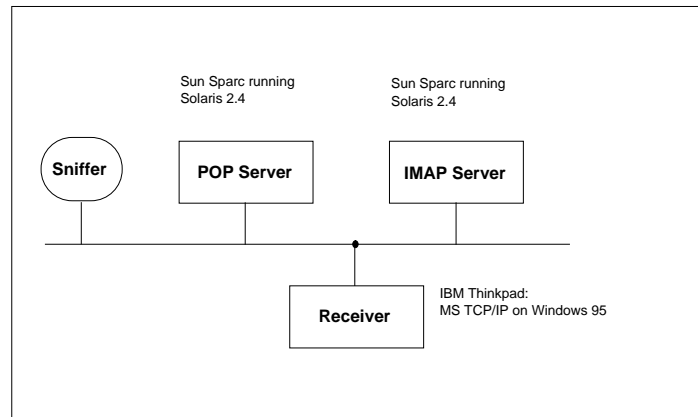 Sun Sparc running
Solaris 2.4
Sun Sparc running
Solaris 2.4
Sniffer
POP Server
IMAP Server
Receiver
IBM Thinkpad:
MS TCP/IP on Windows 95